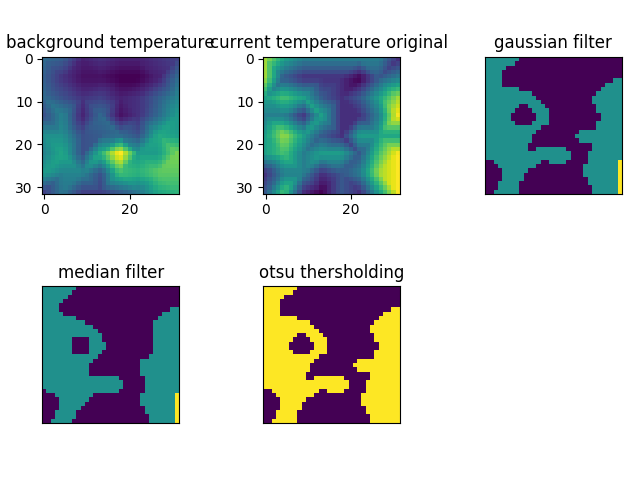 background temperature
current temperature original
gaussian filter
0
10
20
30
0
20
0
10
20
30
0
20
median filter
otsu thersholding